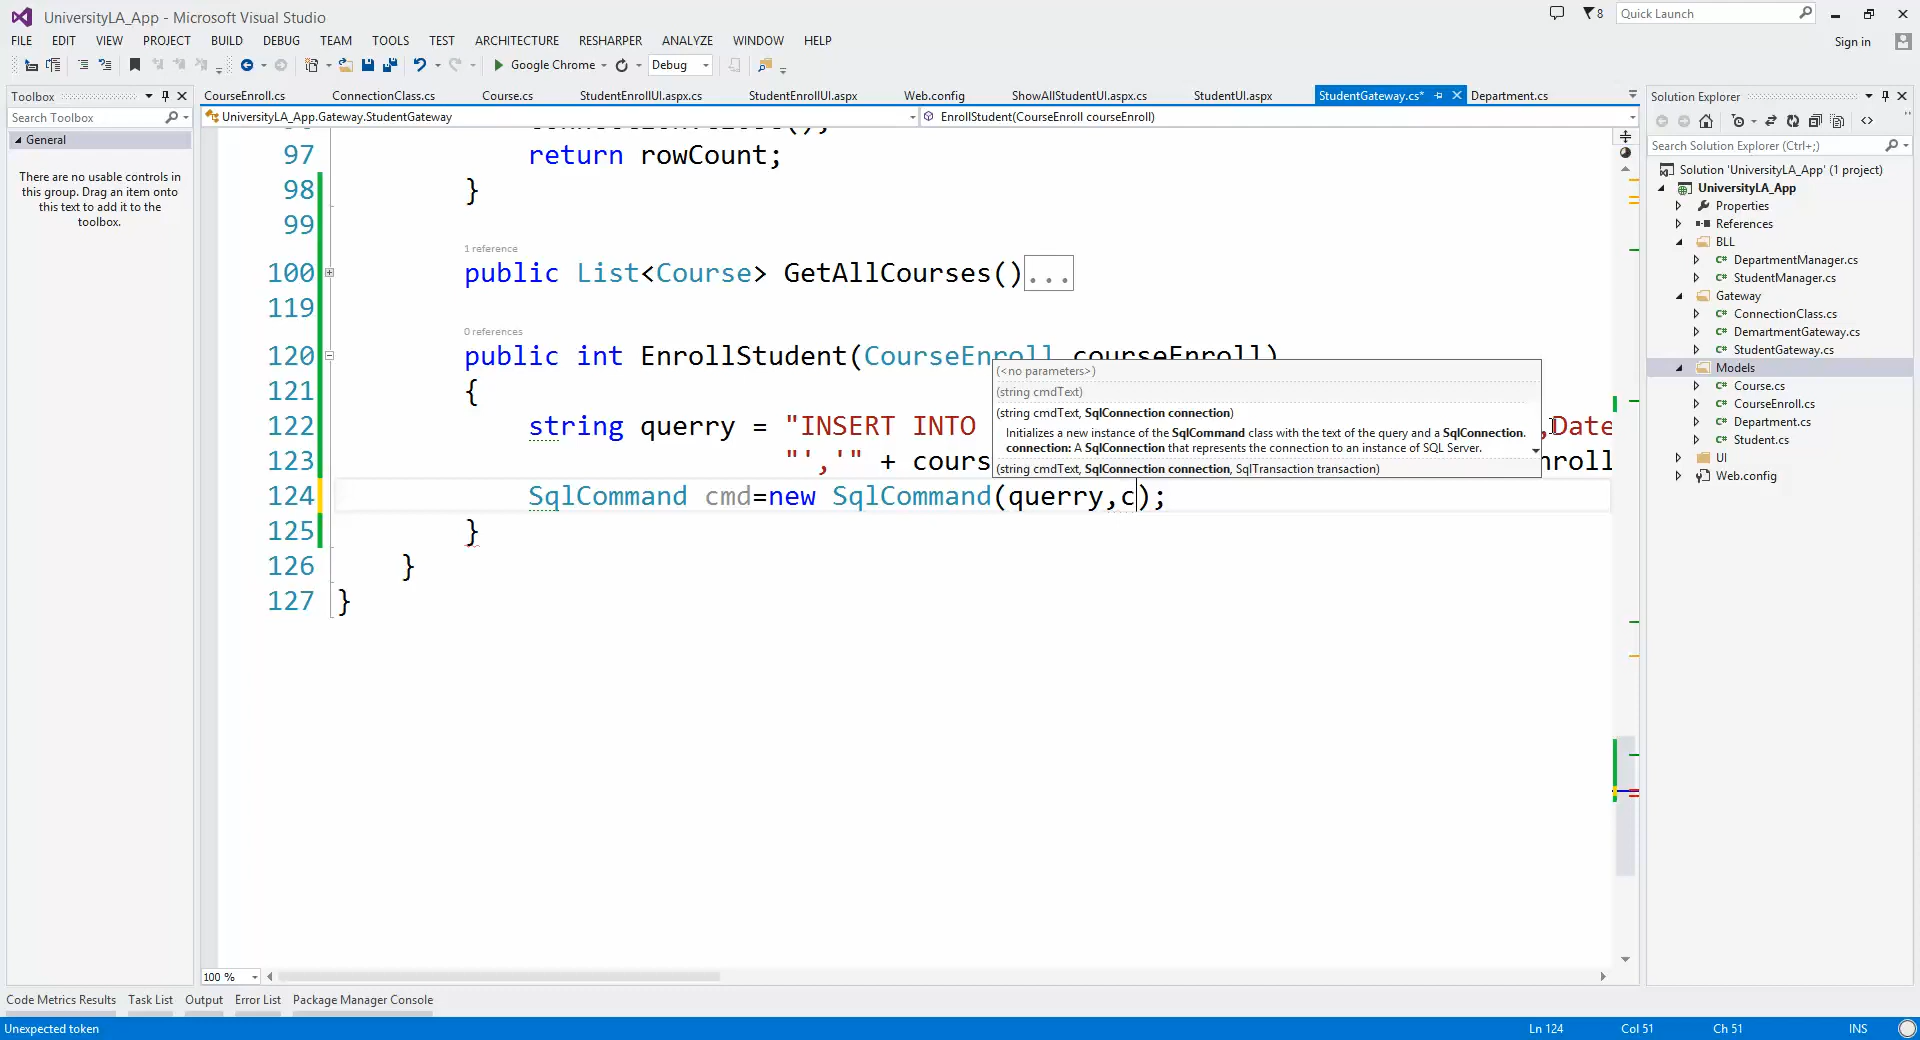 UniversityLA_App - Microsoft Visual Studio
8
Quick Launch
FILE EDIT VIEW PROJECT BUILD DEBUG TEAM TOOLS TEST ARCHITECTURE RESHARPER ANALYZE WINDOW HELP
Sign in
Google Chrome
Debug
Toolbox
Search Toolbox
General
There are no usable controls in
this group. Drag an item onto
this text to add it to the
toolbox.
CourseEnroll.cs ConnectionClass.cs Course.cs StudentEnrollUI.aspx.cs StudentEnrollUI.aspx Web.config ShowAllStudentUI.aspx.cs StudentUI.aspx StudentGateway.cs* Department.cs
UniversityLA_App.Gateway.StudentGateway
EnrollStudent(CourseEnroll courseEnroll)
97 return rowCount;
98 }
99
1 reference
100 public List<Course> GetAllCourses()...
119
0 references
120 public int EnrollStudent(CourseEnroll courseEnroll)
121 {
122 string querry = "INSERT INTO ,Date
123 "','" + cours nroll
124 SqlCommand cmd=new SqlCommand(querry,c);
125 }
126 }
127 }
(<no parameters>)
(string cmdText)
(string cmdText, SqlConnection connection)
Initializes a new instance of the SqlCommand class with the text of the query and a SqlConnection.
connection: A SqlConnection that represents the connection to an instance of SQL Server.
(string cmdText, SqlConnection connection, SqlTransaction transaction)
100 %
Solution Explorer
Search Solution Explorer (Ctrl+;)
Solution 'UniversityLA_App' (1 project)
UniversityLA_App
Properties
References
BLL
C# DepartmentManager.cs
C# StudentManager.cs
Gateway
C# ConnectionClass.cs
C# DemartmentGateway.cs
C# StudentGateway.cs
Models
C# Course.cs
C# CourseEnroll.cs
C# Department.cs
C# Student.cs
UI
Web.config
Code Metrics Results Task List Output Error List Package Manager Console
Unexpected token
Ln 124 Col 51 Ch 51 INS